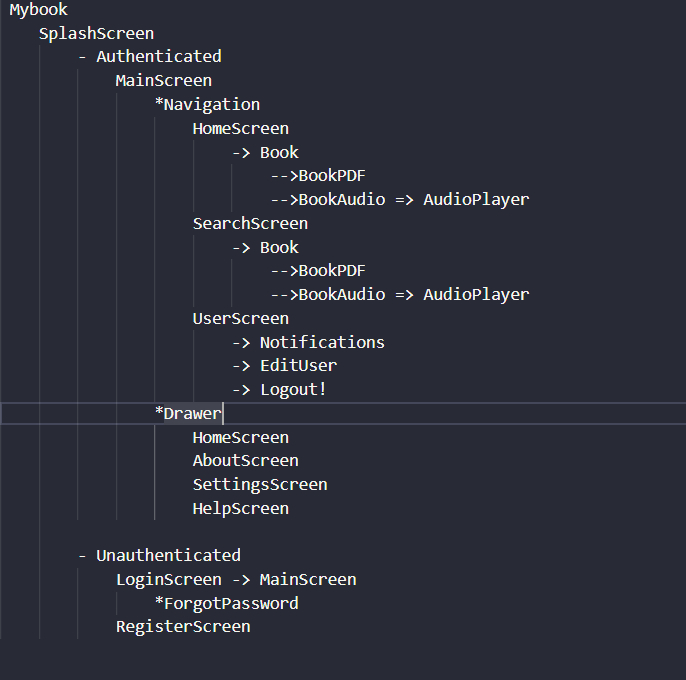 Mybook
SplashScreen
- Authenticated
MainScreen
*Navigation
HomeScreen
-> Book
-->BookPDF
-->BookAudio => AudioPlayer
SearchScreen
-> Book
-->BookPDF
-->BookAudio => AudioPlayer
UserScreen
-> Notifications
-> EditUser
-> Logout!
*Drawer
HomeScreen
AboutScreen
SettingsScreen
HelpScreen
- Unauthenticated
LoginScreen -> MainScreen
*ForgotPassword
RegisterScreen